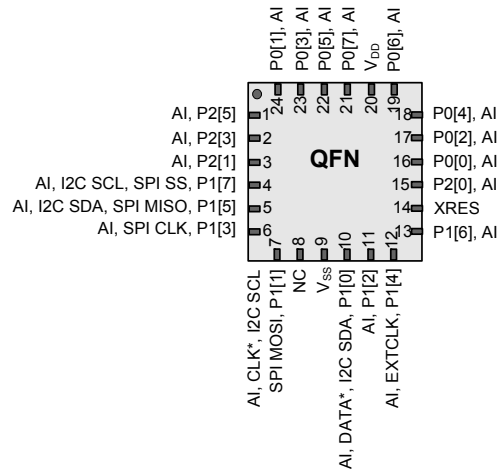 P0[1], AI
P0[3], AI
P0[5], AI
P0[7], AI
VDD
P0[6], AI
24
23
22
21
20
19
AI, P2[5]
1
18
P0[4], AI
AI, P2[3]
2
QFN
17
P0[2], AI
AI, P2[1]
3
16
P0[0], AI
AI, I2C SCL, SPI SS, P1[7]
4
15
P2[0], AI
AI, I2C SDA, SPI MISO, P1[5]
5
14
XRES
AI, SPI CLK, P1[3]
6
13
P1[6], AI
7
8
9
10
11
12
AI, CLK*, I2C SCL
SPI MOSI, P1[1]
NC
VSS
AI, DATA*, I2C SDA, P1[0]
AI, P1[2]
AI, EXTCLK, P1[4]